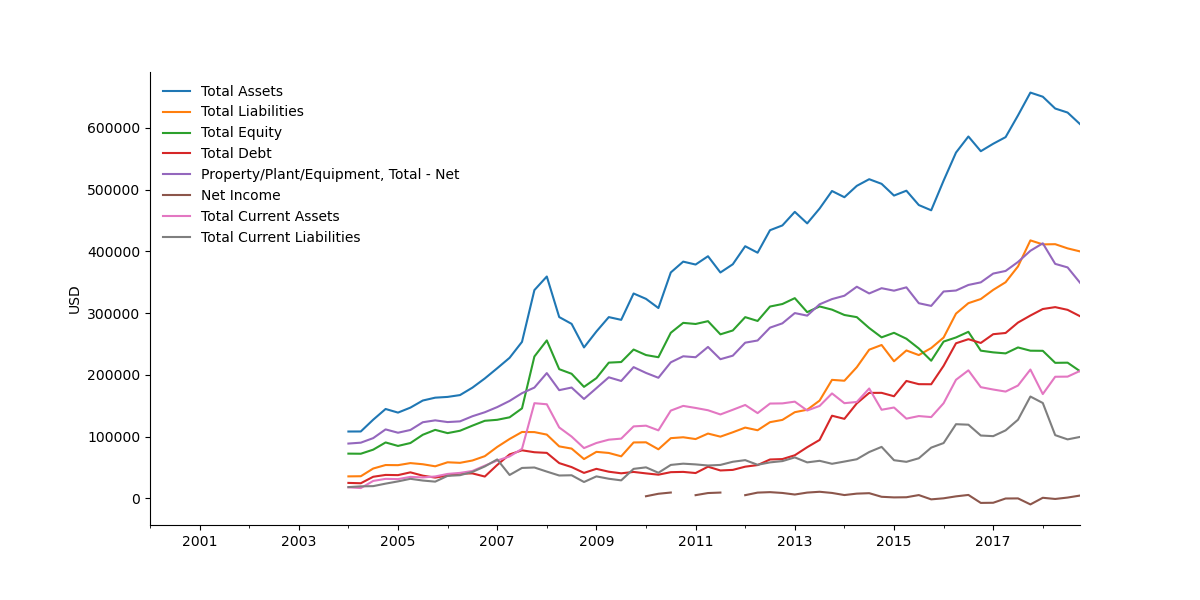 Total Assets
Total Liabilities
Total Equity
Total Debt
Property/Plant/Equipment, Total - Net
Net Income
Total Current Assets
Total Current Liabilities
USD
600000
500000
400000
300000
200000
100000
0
2001 2003 2005 2007 2009 2011 2013 2015 2017